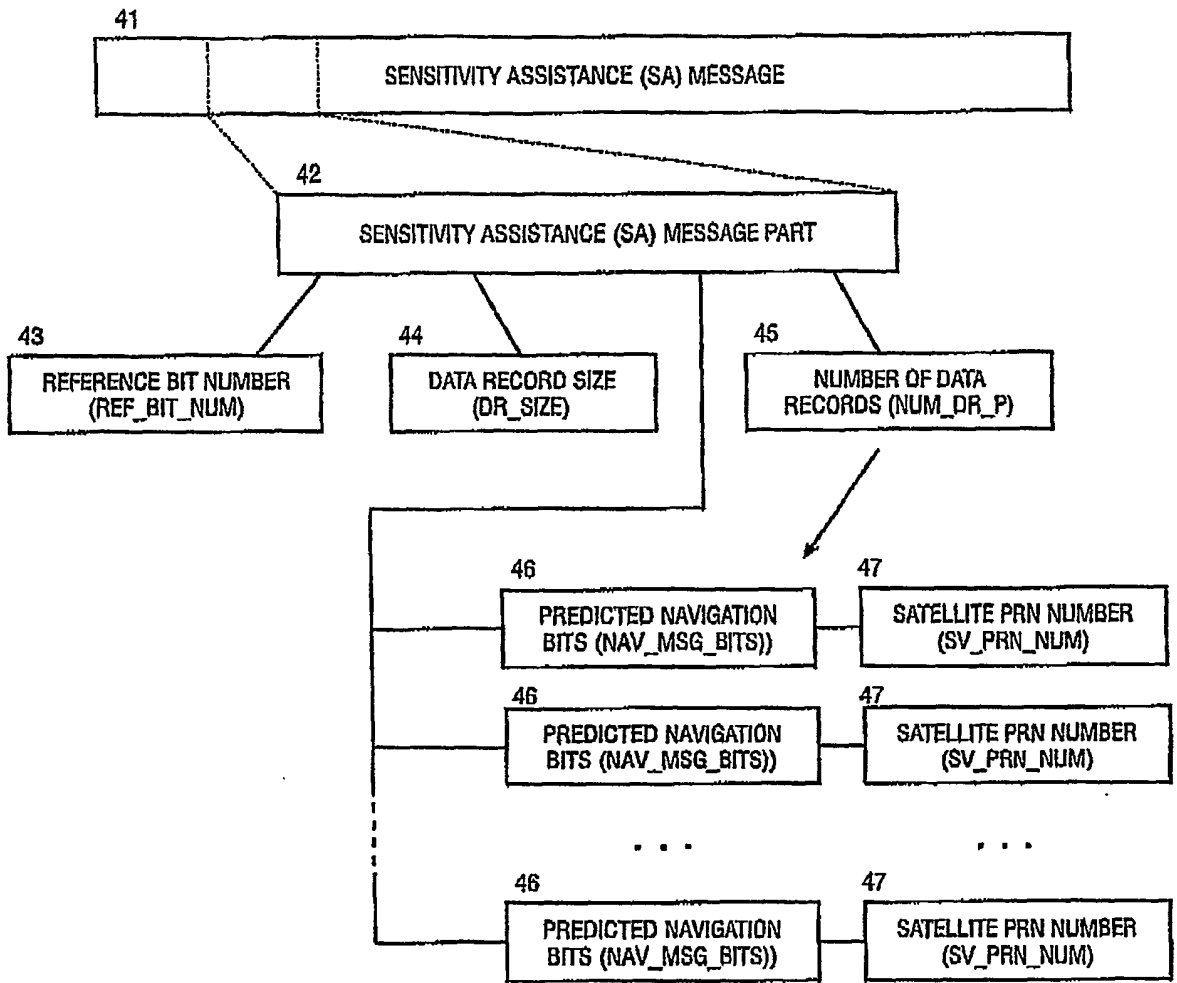 41
SENSITIVITY ASSISTANCE (SA) MESSAGE
42
SENSITIVITY ASSISTANCE (SA) MESSAGE PART
43
REFERENCE BIT NUMBER
(REF_BIT_NUM)
44
DATA RECORD SIZE
(DR_SIZE)
45
NUMBER OF DATA
RECORDS (NUM_DR_P)
46
PREDICTED NAVIGATION
BITS (NAV_MSG_BITS))
47
SATELLITE PRN NUMBER
(SV_PRN_NUM)
46
PREDICTED NAVIGATION
BITS (NAV_MSG_BITS))
47
SATELLITE PRN NUMBER
(SV_PRN_NUM)
. . .
. . .
46
PREDICTED NAVIGATION
BITS (NAV_MSG_BITS))
47
SATELLITE PRN NUMBER
(SV_PRN_NUM)